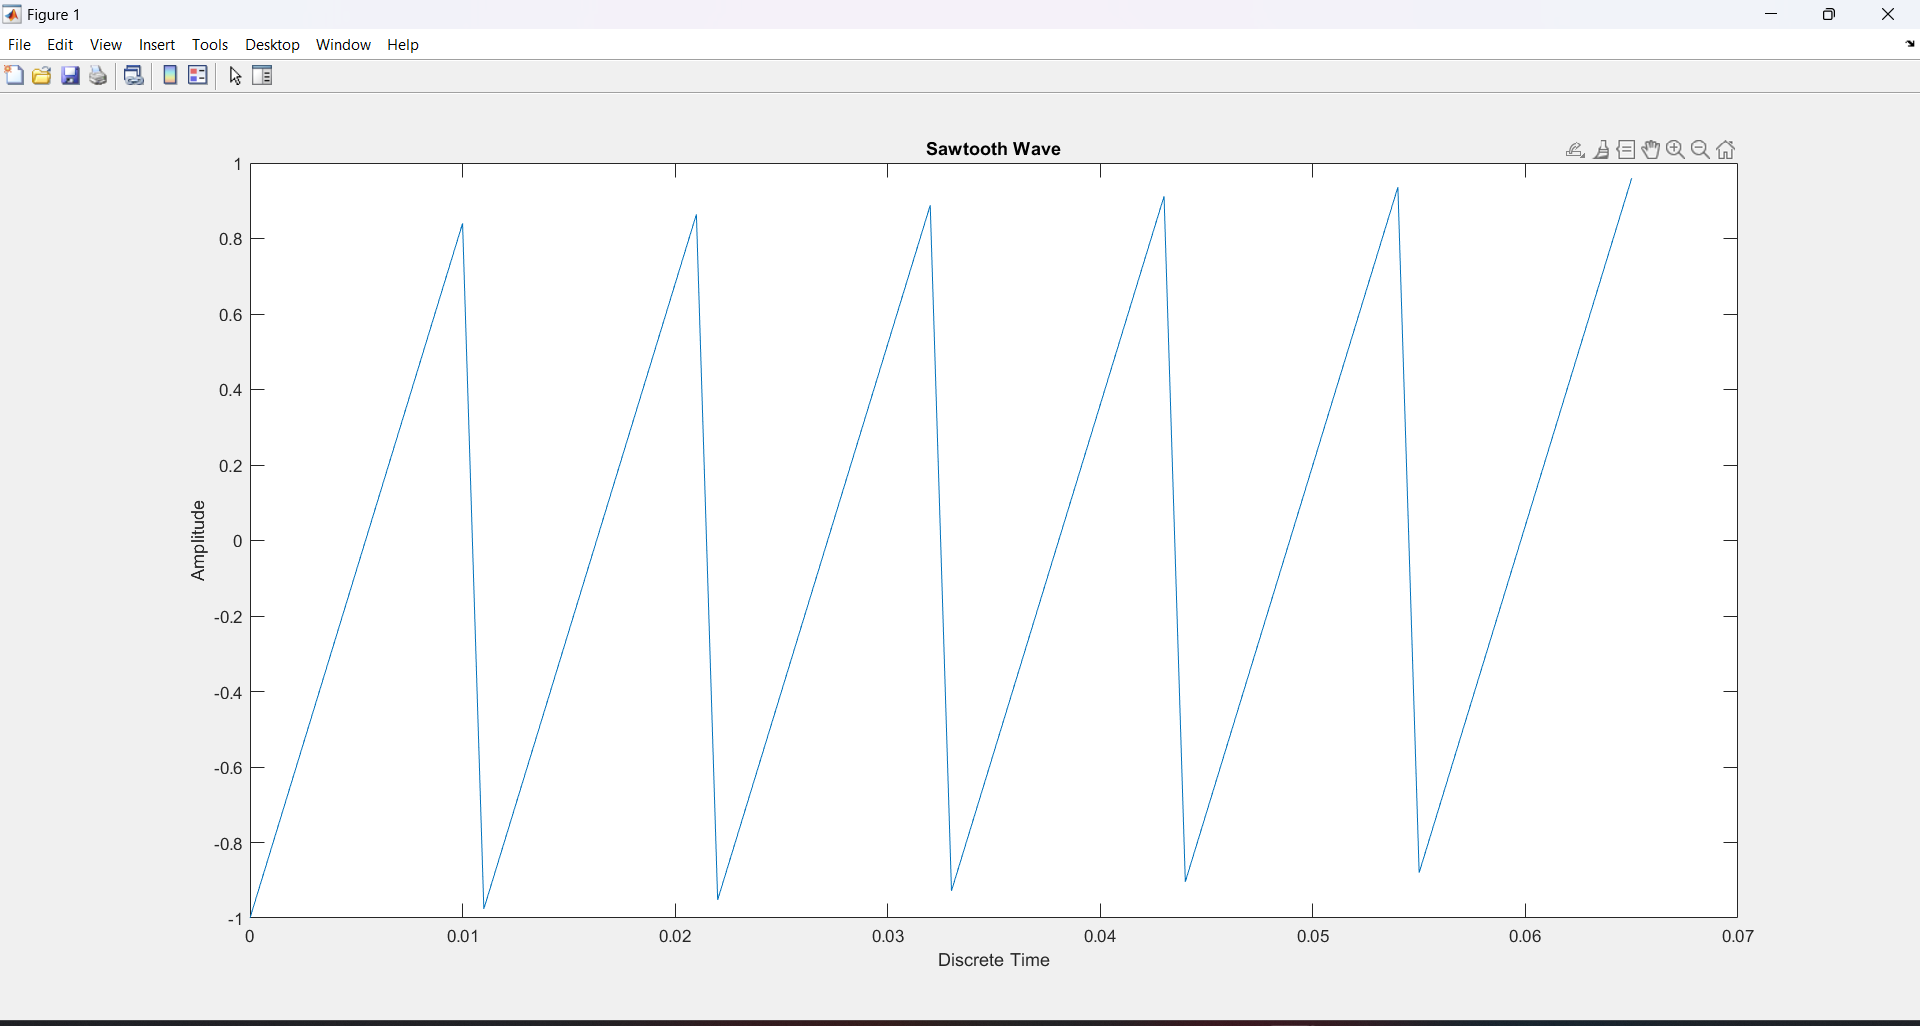 Figure 1
File Edit View Insert Tools Desktop Window Help
Sawtooth Wave
1
0.8
0.6
0.4
0.2
0
-0.2
-0.4
-0.6
-0.8
-1
Amplitude
0 0.01 0.02 0.03 0.04 0.05 0.06 0.07
Discrete Time